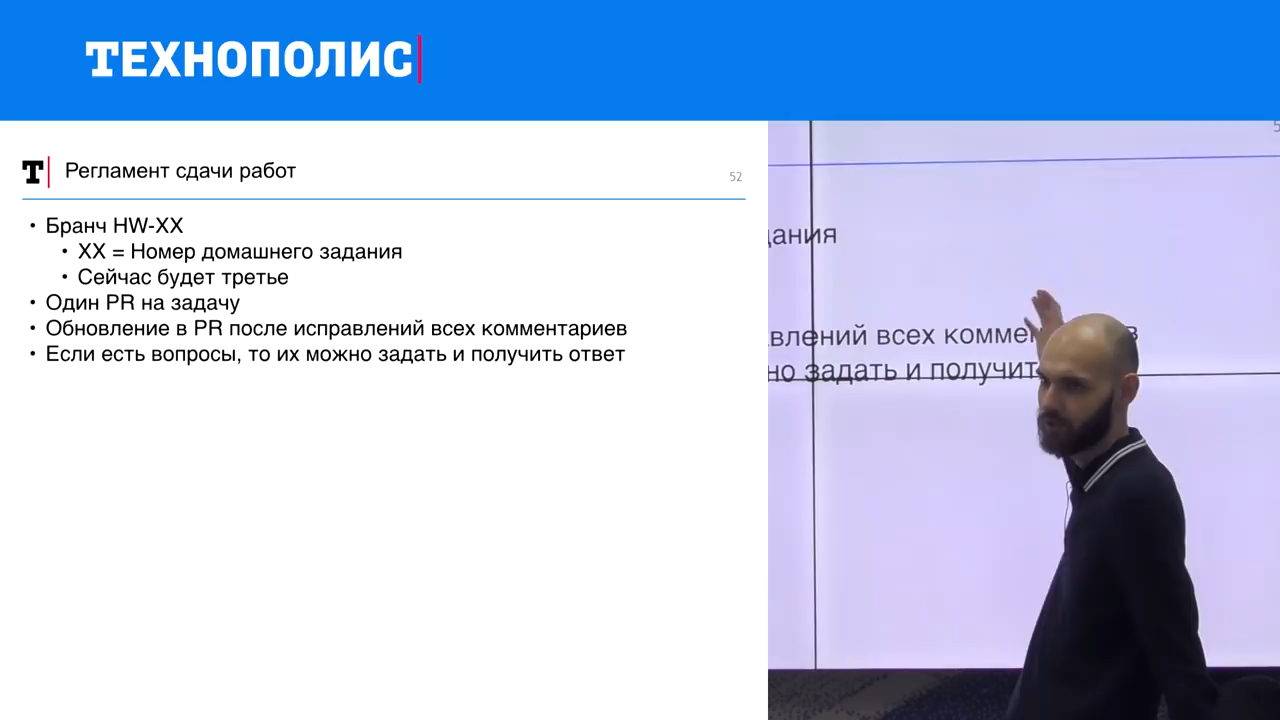 ТЕХНОПОЛИС
Т Регламент сдачи работ
52
• Бранч HW-XX
• XX = Номер домашнего задания
• Сейчас будет третье
• Один PR на задачу
• Обновление в PR после исправлений всех комментариев
• Если есть вопросы, то их можно задать и получить ответ
дания
авлений всех комме в
но задать и получит